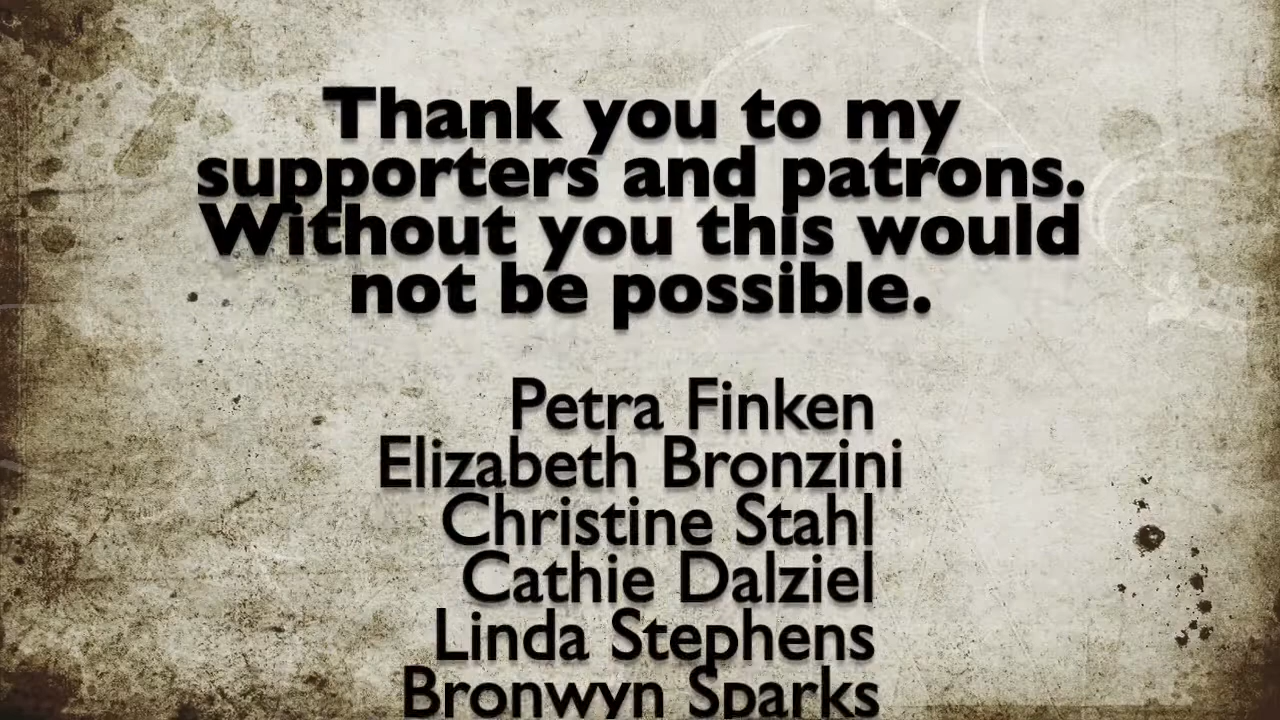 Thank you to my
supporters and patrons.
Without you this would
not be possible.
Petra Finken
Elizabeth Bronzini
Christine Stahl
Cathie Dalziel
Linda Stephens
Bronwyn Sparks